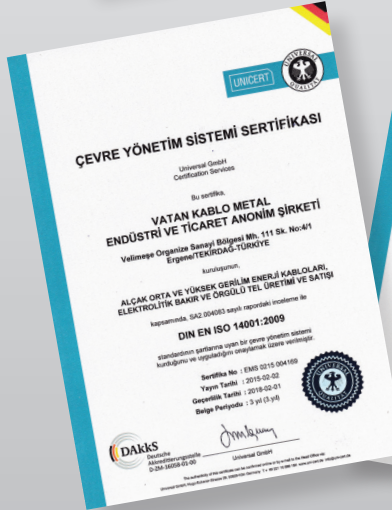 UNICERT
UNIVERSAL
QUALITÄT
ÇEVRE YÖNETİM SİSTEMİ SERTİFİKASI
Universal GmbH
Certification Services
Bu sertifika,
VATAN KABLO METAL
ENDÜSTRİ VE TİCARET ANONİM ŞİRKETİ
Velimeşe Organize Sanayi Bölgesi Mh. 111 Sk. No:4/1
Ergene/TEKİRDAĞ-TÜRKİYE
kuruluşunun,
ALÇAK ORTA VE YÜKSEK GERİLİM ENERJİ KABLOLARI,
ELEKTROLİTİK BAKIR VE ÖRGÜLÜ TEL ÜRETİMİ VE SATIŞI
kapsamında, SA2 004083 sayılı rapordaki inceleme ile
DIN EN ISO 14001:2009
standardının şartlarına uyan bir çevre yönetim sistemi
kurduğunu ve uyguladığını onaylamak üzere verilmiştir.
Sertifika No : EMS 0215 004169
Yayın Tarihi : 2015-02-02
Geçerlilik Tarihi : 2018-02-01
Belge Periyodu : 3 yıl (3.yıl)
DAkkS
Deutsche
Akkreditierungsstelle
D-ZM-16058-01-00
Universal GmbH